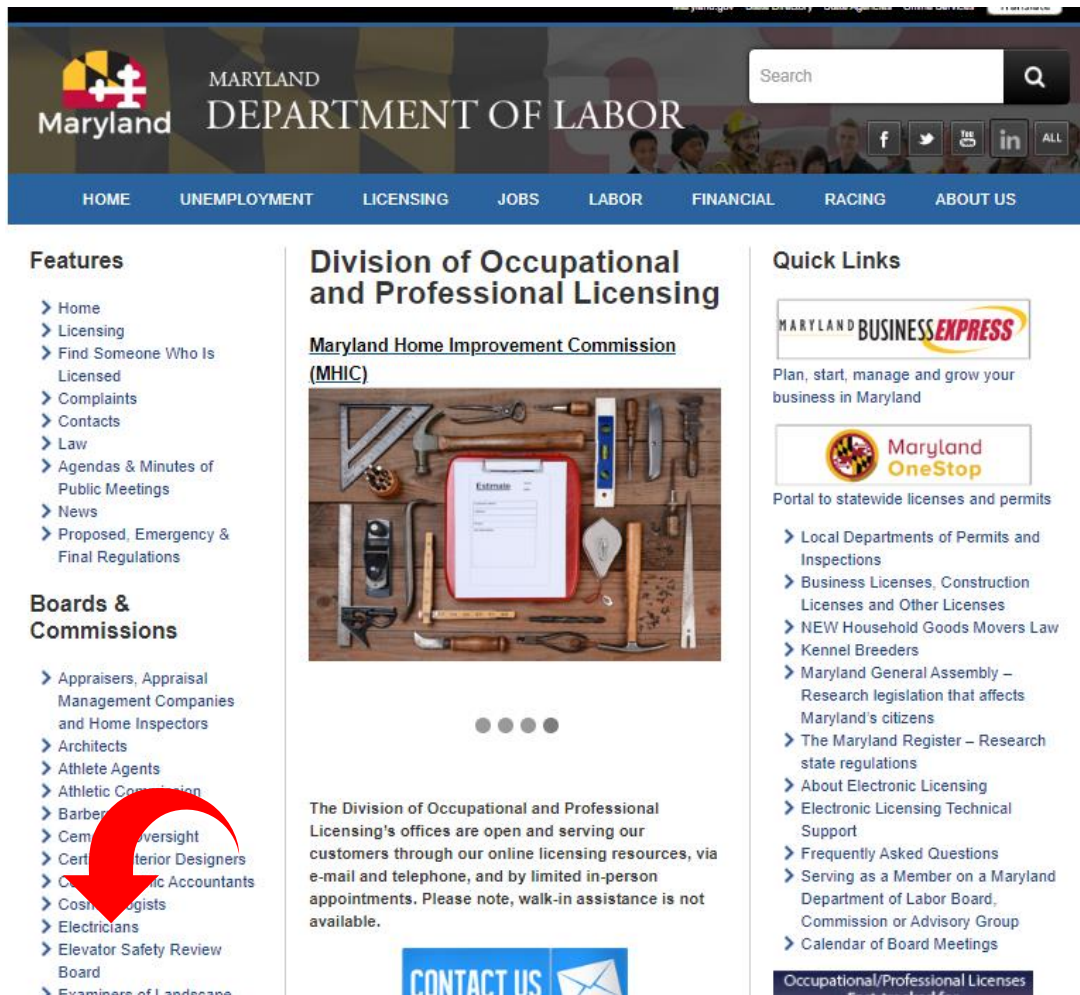 Maryland
MARYLAND
DEPARTMENT OF LABOR
Search
f
You
in
ALL
HOME UNEMPLOYMENT LICENSING JOBS LABOR FINANCIAL RACING ABOUT US
Features
Home
Licensing
Find Someone Who Is
Licensed
Complaints
Contacts
Law
Agendas & Minutes of
Public Meetings
News
Proposed, Emergency &
Final Regulations
Boards &
Commissions
Appraisers, Appraisal
Management Companies
and Home Inspectors
Architects
Athlete Agents
Athletic
Oversight
Designers
Accountants
Electricians
Elevator Safety Review
Board
Examiners of Landscape
Division of Occupational
and Professional Licensing
Maryland Home Improvement Commission
(MHIC)
Estimate
The Division of Occupational and Professional
Licensing's offices are open and serving our
customers through our online licensing resources, via
e-mail and telephone, and by limited in-person
appointments. Please note, walk-in assistance is not
available.
CONTACT US
Quick Links
MARYLAND BUSINESS EXPRESS
Plan, start, manage and grow your
business in Maryland
Maryland
OneStop
Portal to statewide licenses and permits
Local Departments of Permits and
Inspections
Business Licenses, Construction
Licenses and Other Licenses
NEW Household Goods Movers Law
Kennel Breeders
Maryland General Assembly –
Research legislation that affects
Maryland's citizens
The Maryland Register – Research
state regulations
About Electronic Licensing
Electronic Licensing Technical
Support
Frequently Asked Questions
Serving as a Member on a Maryland
Department of Labor Board,
Commission or Advisory Group
Calendar of Board Meetings
Occupational/Professional Licenses